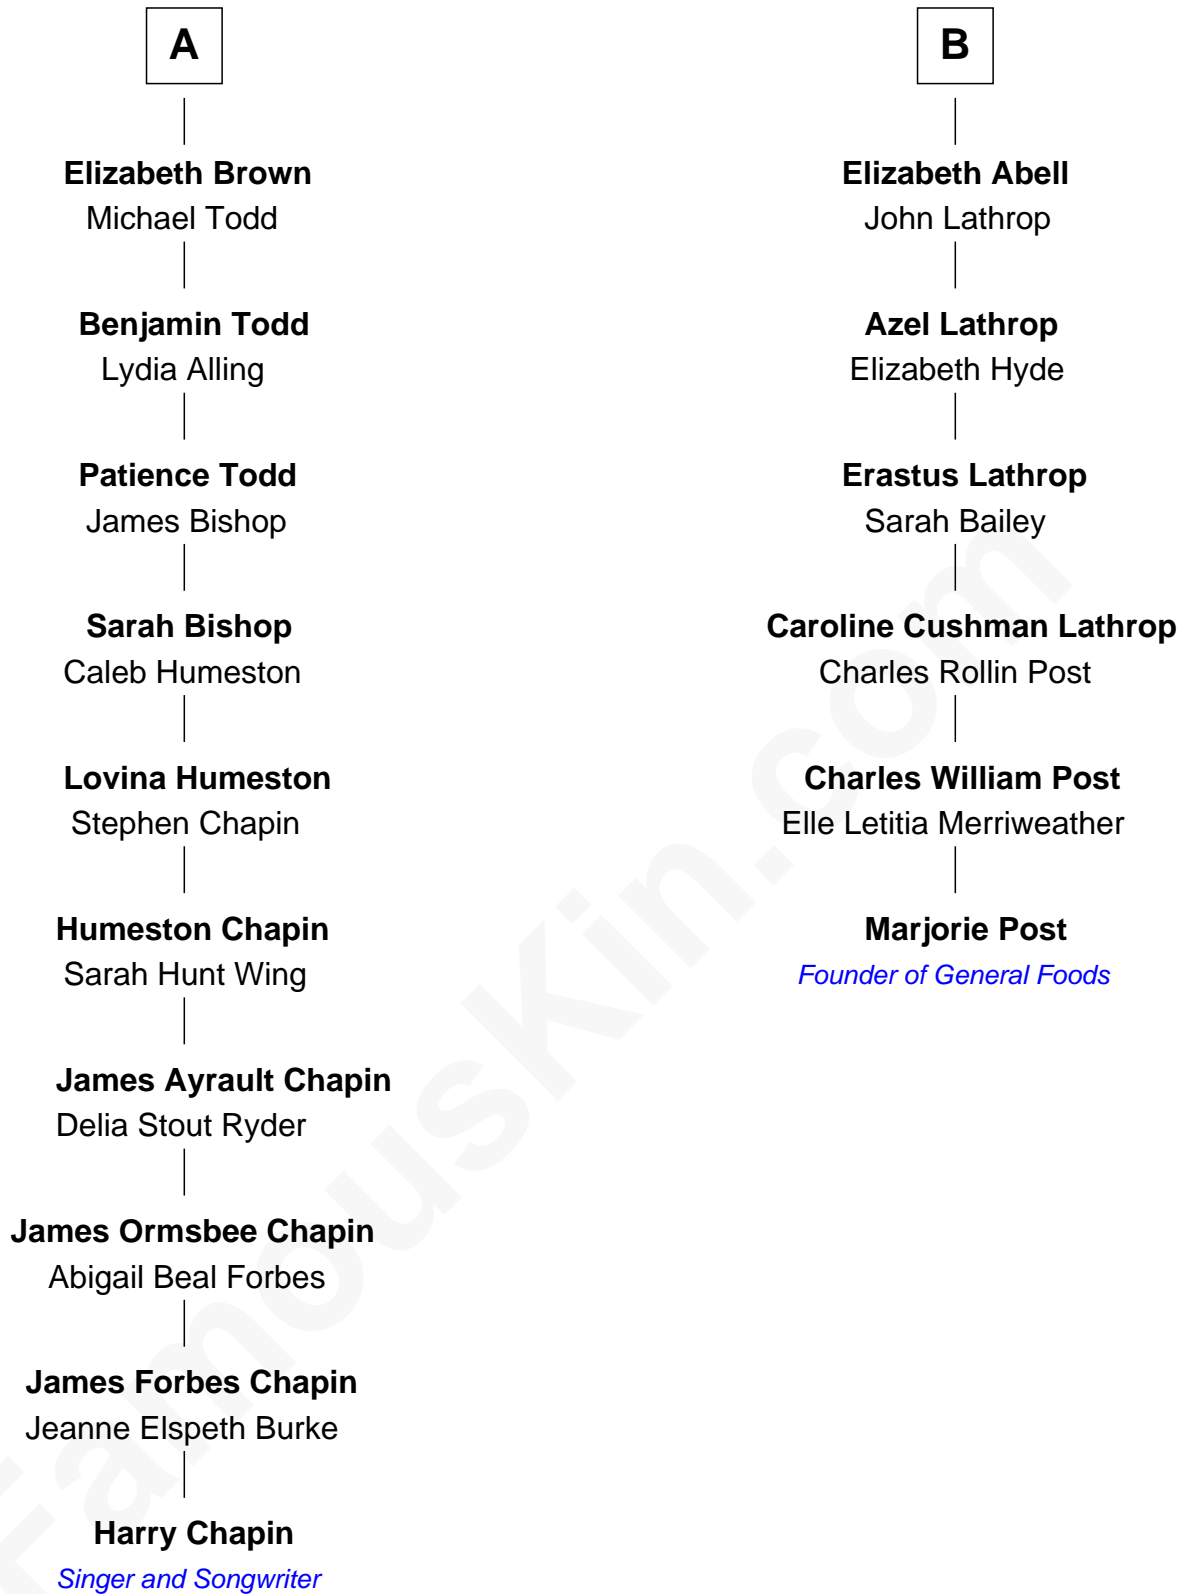 A
Elizabeth Brown
Michael Todd
Benjamin Todd
Lydia Alling
Patience Todd
James Bishop
Sarah Bishop
Caleb Humeston
Lovina Humeston
Stephen Chapin
Humeston Chapin
Sarah Hunt Wing
James Ayrault Chapin
Delia Stout Ryder
James Ormsbee Chapin
Abigail Beal Forbes
James Forbes Chapin
Jeanne Elspeth Burke
Harry Chapin
Singer and Songwriter
B
Elizabeth Abell
John Lathrop
Azel Lathrop
Elizabeth Hyde
Erastus Lathrop
Sarah Bailey
Caroline Cushman Lathrop
Charles Rollin Post
Charles William Post
Elle Letitia Merriweather
Marjorie Post
Founder of General Foods
FamousKin.com